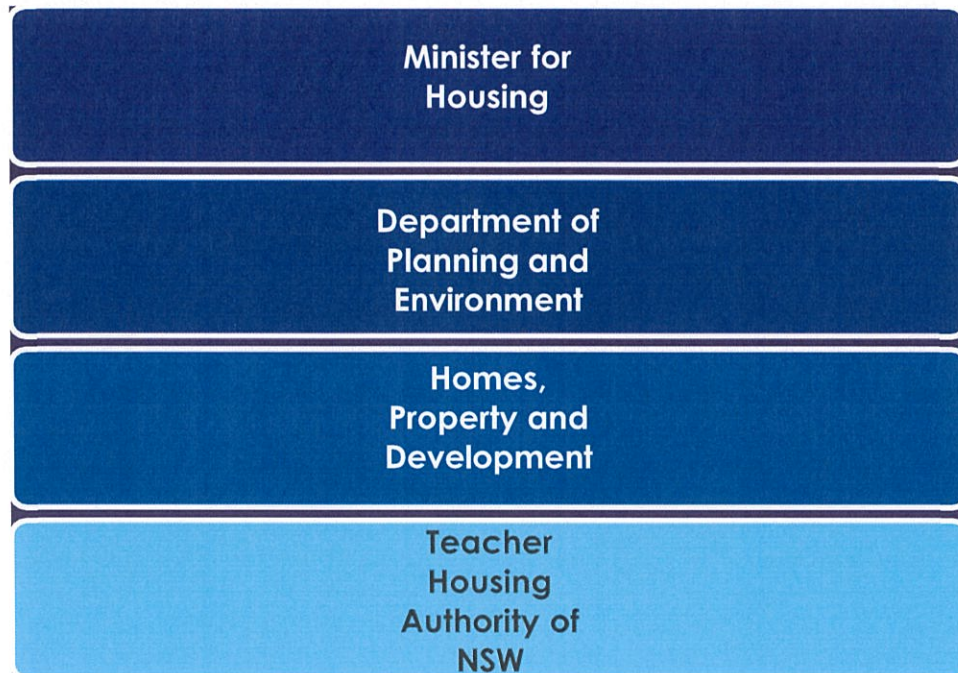 Minister for
Housing
Department of
Planning and
Environment
Homes,
Property and
Development
Teacher
Housing
Authority of
NSW